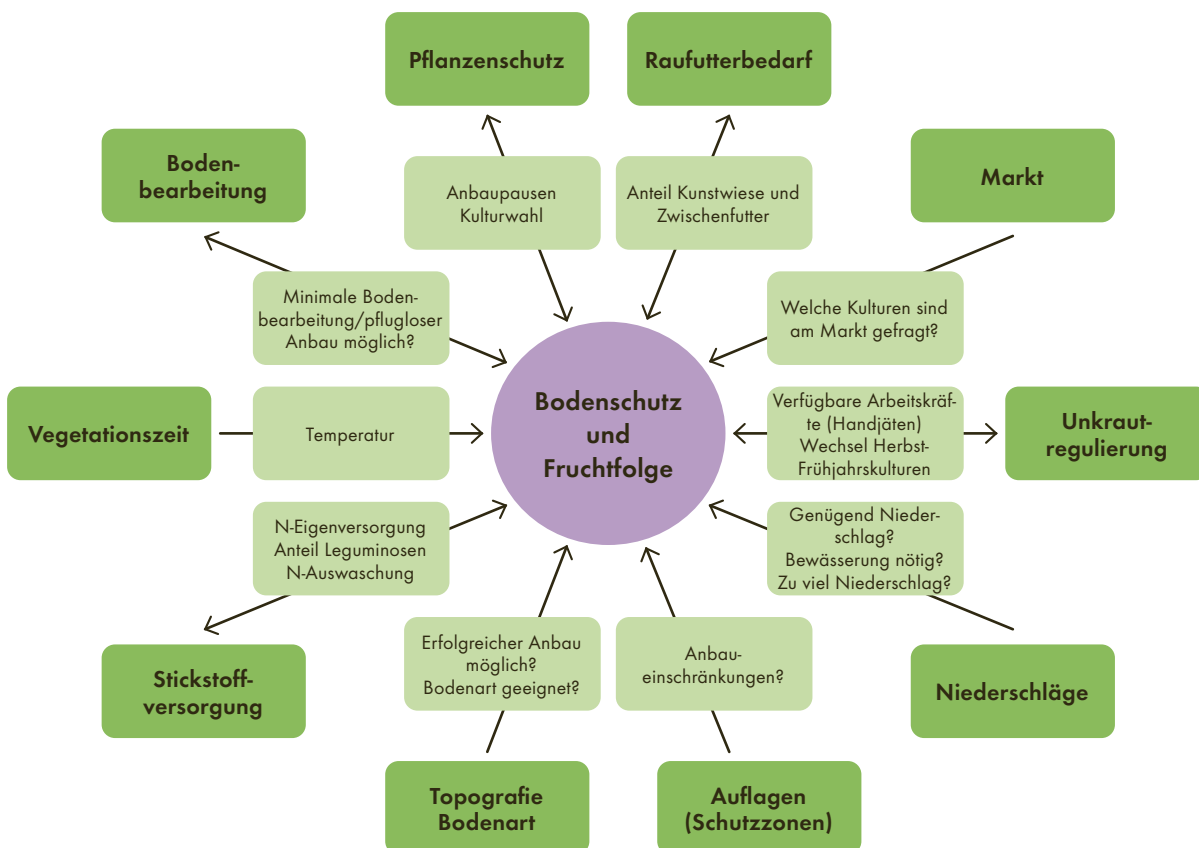 Pflanzenschutz
Raufutterbedarf
Boden-
bearbeitung
Anbaupausen
Kulturwahl
Anteil Kunstwiese und
Zwischenfutter
Markt
Minimale Boden-
bearbeitung/pflugloser
Anbau möglich?
Welche Kulturen sind
am Markt gefragt?
Vegetationszeit
Temperatur
Bodenschutz
und
Fruchtfolge
Verfügbare Arbeitskräf-
te (Handjäten)
Wechsel Herbst-
Frühjahrskulturen
Unkraut-
regulierung
N-Eigenversorgung
Anteil Leguminosen
N-Auswaschung
Genügend Nieder-
schlag?
Bewässerung nötig?
Zu viel Niederschlag?
Stickstoff-
versorgung
Erfolgreicher Anbau
möglich?
Bodenart geeignet?
Anbau-
einschränkungen?
Niederschläge
Topografie
Bodenart
Auflagen
(Schutzzonen)